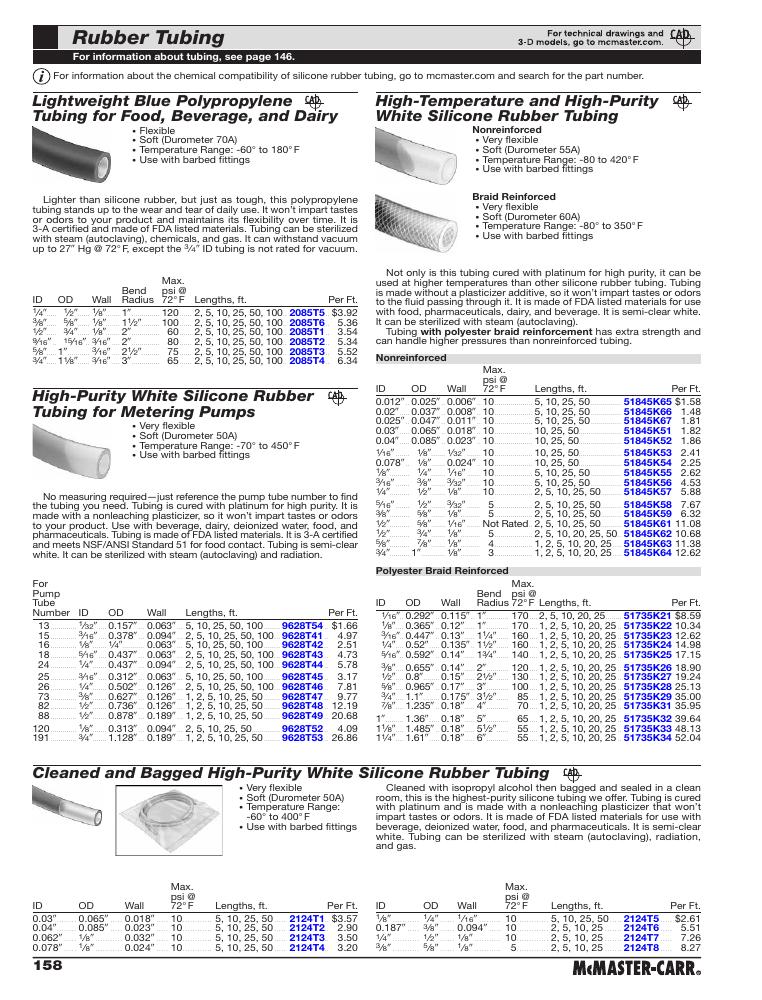 Rubber Tubing
For technical drawings and
3-D models, go to mcmaster.com.
CAD
For information about tubing, see page 146.
i For information about the chemical compatibility of silicone rubber tubing, go to mcmaster.com and search for the part number.
Lightweight Blue Polypropylene CAD
Tubing for Food, Beverage, and Dairy
• Flexible
• Soft (Durometer 70A)
• Temperature Range: -60° to 180° F
• Use with barbed fittings
Lighter than silicone rubber, but just as tough, this polypropylene
tubing stands up to the wear and tear of daily use. It won't impart tastes
or odors to your product and maintains its flexibility over time. It is
3-A certified and made of FDA listed materials. Tubing can be sterilized
with steam (autoclaving), chemicals, and gas. It can withstand vacuum
up to 27" Hg @ 72° F, except the 3/4" ID tubing is not rated for vacuum.
Max.
Bend psi @
ID OD Wall Radius 72° F Lengths, ft. Per Ft.
1/4" 1/2" 1/8" 1" 120 2, 5, 10, 25, 50, 100 2085T5 $3.92
3/8" 5/8" 1/8" 1 1/2" 100 2, 5, 10, 25, 50, 100 2085T6 5.36
1/2" 3/4" 1/8" 2" 60 2, 5, 10, 25, 50, 100 2085T1 3.54
9/16" 15/16" 3/16" 2" 80 2, 5, 10, 25, 50, 100 2085T2 5.34
5/8" 1" 3/16" 2 1/2" 75 2, 5, 10, 25, 50, 100 2085T3 5.52
3/4" 1 1/8" 3/16" 3" 65 2, 5, 10, 25, 50, 100 2085T4 6.34
High-Purity White Silicone Rubber CAD
Tubing for Metering Pumps
• Very flexible
• Soft (Durometer 50A)
• Temperature Range: -70° to 450° F
• Use with barbed fittings
No measuring required—just reference the pump tube number to find
the tubing you need. Tubing is cured with platinum for high purity. It is
made with a nonleaching plasticizer, so it won't impart tastes or odors
to your product. Use with beverage, dairy, deionized water, food, and
pharmaceuticals. Tubing is made of FDA listed materials. It is 3-A certified
and meets NSF/ANSI Standard 51 for food contact. Tubing is semi-clear
white. It can be sterilized with steam (autoclaving) and radiation.
For
Pump
Tube
Number ID OD Wall Lengths, ft. Per Ft.
13 1/32" 0.157" 0.063" 5, 10, 25, 50, 100 9628T54 $1.66
15 3/16" 0.378" 0.094" 2, 5, 10, 25, 50, 100 9628T41 4.97
16 1/8" 1/4" 0.063" 5, 10, 25, 50, 100 9628T42 2.51
18 5/16" 0.437" 0.063" 2, 5, 10, 25, 50, 100 9628T43 4.73
24 1/4" 0.437" 0.094" 2, 5, 10, 25, 50, 100 9628T44 5.78
25 3/16" 0.312" 0.063" 5, 10, 25, 50, 100 9628T45 3.17
26 1/4" 0.502" 0.126" 2, 5, 10, 25, 50, 100 9628T46 7.81
73 3/8" 0.627" 0.126" 1, 2, 5, 10, 25, 50 9628T47 9.77
82 1/2" 0.736" 0.126" 1, 2, 5, 10, 25, 50 9628T48 12.19
88 1/2" 0.878" 0.189" 1, 2, 5, 10, 25, 50 9628T49 20.68
120 1/8" 0.313" 0.094" 2, 5, 10, 25, 50 9628T52 4.09
191 3/4" 1.128" 0.189" 1, 2, 5, 10, 25, 50 9628T53 26.86
High-Temperature and High-Purity CAD
White Silicone Rubber Tubing
Nonreinforced
• Very flexible
• Soft (Durometer 55A)
• Temperature Range: -80 to 420° F
• Use with barbed fittings
Braid Reinforced
• Very flexible
• Soft (Durometer 60A)
• Temperature Range: -80° to 350° F
• Use with barbed fittings
Not only is this tubing cured with platinum for high purity, it can be
used at higher temperatures than other silicone rubber tubing. Tubing
is made without a plasticizer additive, so it won't impart tastes or odors
to the fluid passing through it. It is made of FDA listed materials for use
with food, pharmaceuticals, dairy, and beverage. It is semi-clear white.
It can be sterilized with steam (autoclaving).
Tubing with polyester braid reinforcement has extra strength and
can handle higher pressures than nonreinforced tubing.
Nonreinforced
Max.
psi @
ID OD Wall 72° F Lengths, ft. Per Ft.
0.012" 0.025" 0.006" 10 5, 10, 25, 50 51845K65 $1.58
0.02" 0.037" 0.008" 10 5, 10, 25, 50 51845K66 1.48
0.025" 0.047" 0.011" 10 5, 10, 25, 50 51845K67 1.81
0.03" 0.065" 0.018" 10 10, 25, 50 51845K51 1.82
0.04" 0.085" 0.023" 10 10, 25, 50 51845K52 1.86
1/16" 1/8" 1/32" 10 10, 25, 50 51845K53 2.41
0.078" 1/8" 0.024" 10 10, 25, 50 51845K54 2.25
1/8" 1/4" 1/16" 10 5, 10, 25, 50 51845K55 2.62
3/16" 3/8" 3/32" 10 5, 10, 25, 50 51845K56 4.53
1/4" 1/2" 1/8" 10 2, 5, 10, 25, 50 51845K57 5.88
5/16" 1/2" 3/32" 5 2, 5, 10, 25, 50 51845K58 7.67
3/8" 5/8" 1/8" 5 2, 5, 10, 25, 50 51845K59 6.32
1/2" 5/8" 1/16" Not Rated 2, 5, 10, 25, 50 51845K61 11.08
1/2" 3/4" 1/8" 5 2, 5, 10, 20, 25, 50 51845K62 10.68
5/8" 7/8" 1/8" 4 1, 2, 5, 10, 20, 25 51845K63 11.38
3/4" 1" 1/8" 3 1, 2, 5, 10, 20, 25 51845K64 12.62
Polyester Braid Reinforced
Max.
Bend psi @
ID OD Wall Radius 72° F Lengths, ft. Per Ft.
1/16" 0.292" 0.115" 1" 170 2, 5, 10, 20, 25 51735K21 $8.59
1/8" 0.365" 0.12" 1" 170 1, 2, 5, 10, 20, 25 51735K22 10.34
3/16" 0.447" 0.13" 1 1/4" 160 1, 2, 5, 10, 20, 25 51735K23 12.62
1/4" 0.52" 0.135" 1 1/2" 160 1, 2, 5, 10, 20, 25 51735K24 14.98
5/16" 0.592" 0.14" 1 3/4" 140 1, 2, 5, 10, 20, 25 51735K25 17.15
3/8" 0.655" 0.14" 2" 120 1, 2, 5, 10, 20, 25 51735K26 18.90
1/2" 0.8" 0.15" 2 1/2" 130 1, 2, 5, 10, 20, 25 51735K27 19.24
5/8" 0.965" 0.17" 3" 100 1, 2, 5, 10, 20, 25 51735K28 25.13
3/4" 1.1" 0.175" 3 1/2" 85 1, 2, 5, 10, 20, 25 51735K29 35.00
7/8" 1.235" 0.18" 4" 70 1, 2, 5, 10, 20, 25 51735K31 35.95
1" 1.36" 0.18" 5" 65 1, 2, 5, 10, 20, 25 51735K32 39.64
1 1/8" 1.485" 0.18" 5 1/2" 55 1, 2, 5, 10, 20, 25 51735K33 48.13
1 1/4" 1.61" 0.18" 6" 55 1, 2, 5, 10, 20, 25 51735K34 52.04
Cleaned and Bagged High-Purity White Silicone Rubber Tubing CAD
• Very flexible
• Soft (Durometer 50A)
• Temperature Range:
-60° to 400° F
• Use with barbed fittings
Cleaned with isopropyl alcohol then bagged and sealed in a clean
room, this is the highest-purity silicone tubing we offer. Tubing is cured
with platinum and is made with a nonleaching plasticizer that won't
impart tastes or odors. It is made of FDA listed materials for use with
beverage, deionized water, food, and pharmaceuticals. It is semi-clear
white. Tubing can be sterilized with steam (autoclaving), radiation,
and gas.
Max.
psi @
ID OD Wall 72° F Lengths, ft. Per Ft.
0.03" 0.065" 0.018" 10 5, 10, 25, 50 2124T1 $3.57
0.04" 0.085" 0.023" 10 5, 10, 25, 50 2124T2 2.90
0.062" 1/8" 0.032" 10 5, 10, 25, 50 2124T3 3.50
0.078" 1/8" 0.024" 10 5, 10, 25, 50 2124T4 3.20
Max.
psi @
ID OD Wall 72° F Lengths, ft. Per Ft.
1/8" 1/4" 1/16" 10 5, 10, 25, 50 2124T5 $2.61
0.187" 3/8" 0.094" 10 2, 5, 10, 25 2124T6 5.51
1/4" 1/2" 1/8" 10 2, 5, 10, 25 2124T7 7.26
3/8" 5/8" 1/8" 5 2, 5, 10, 25 2124T8 8.27
158
McMASTER-CARR®